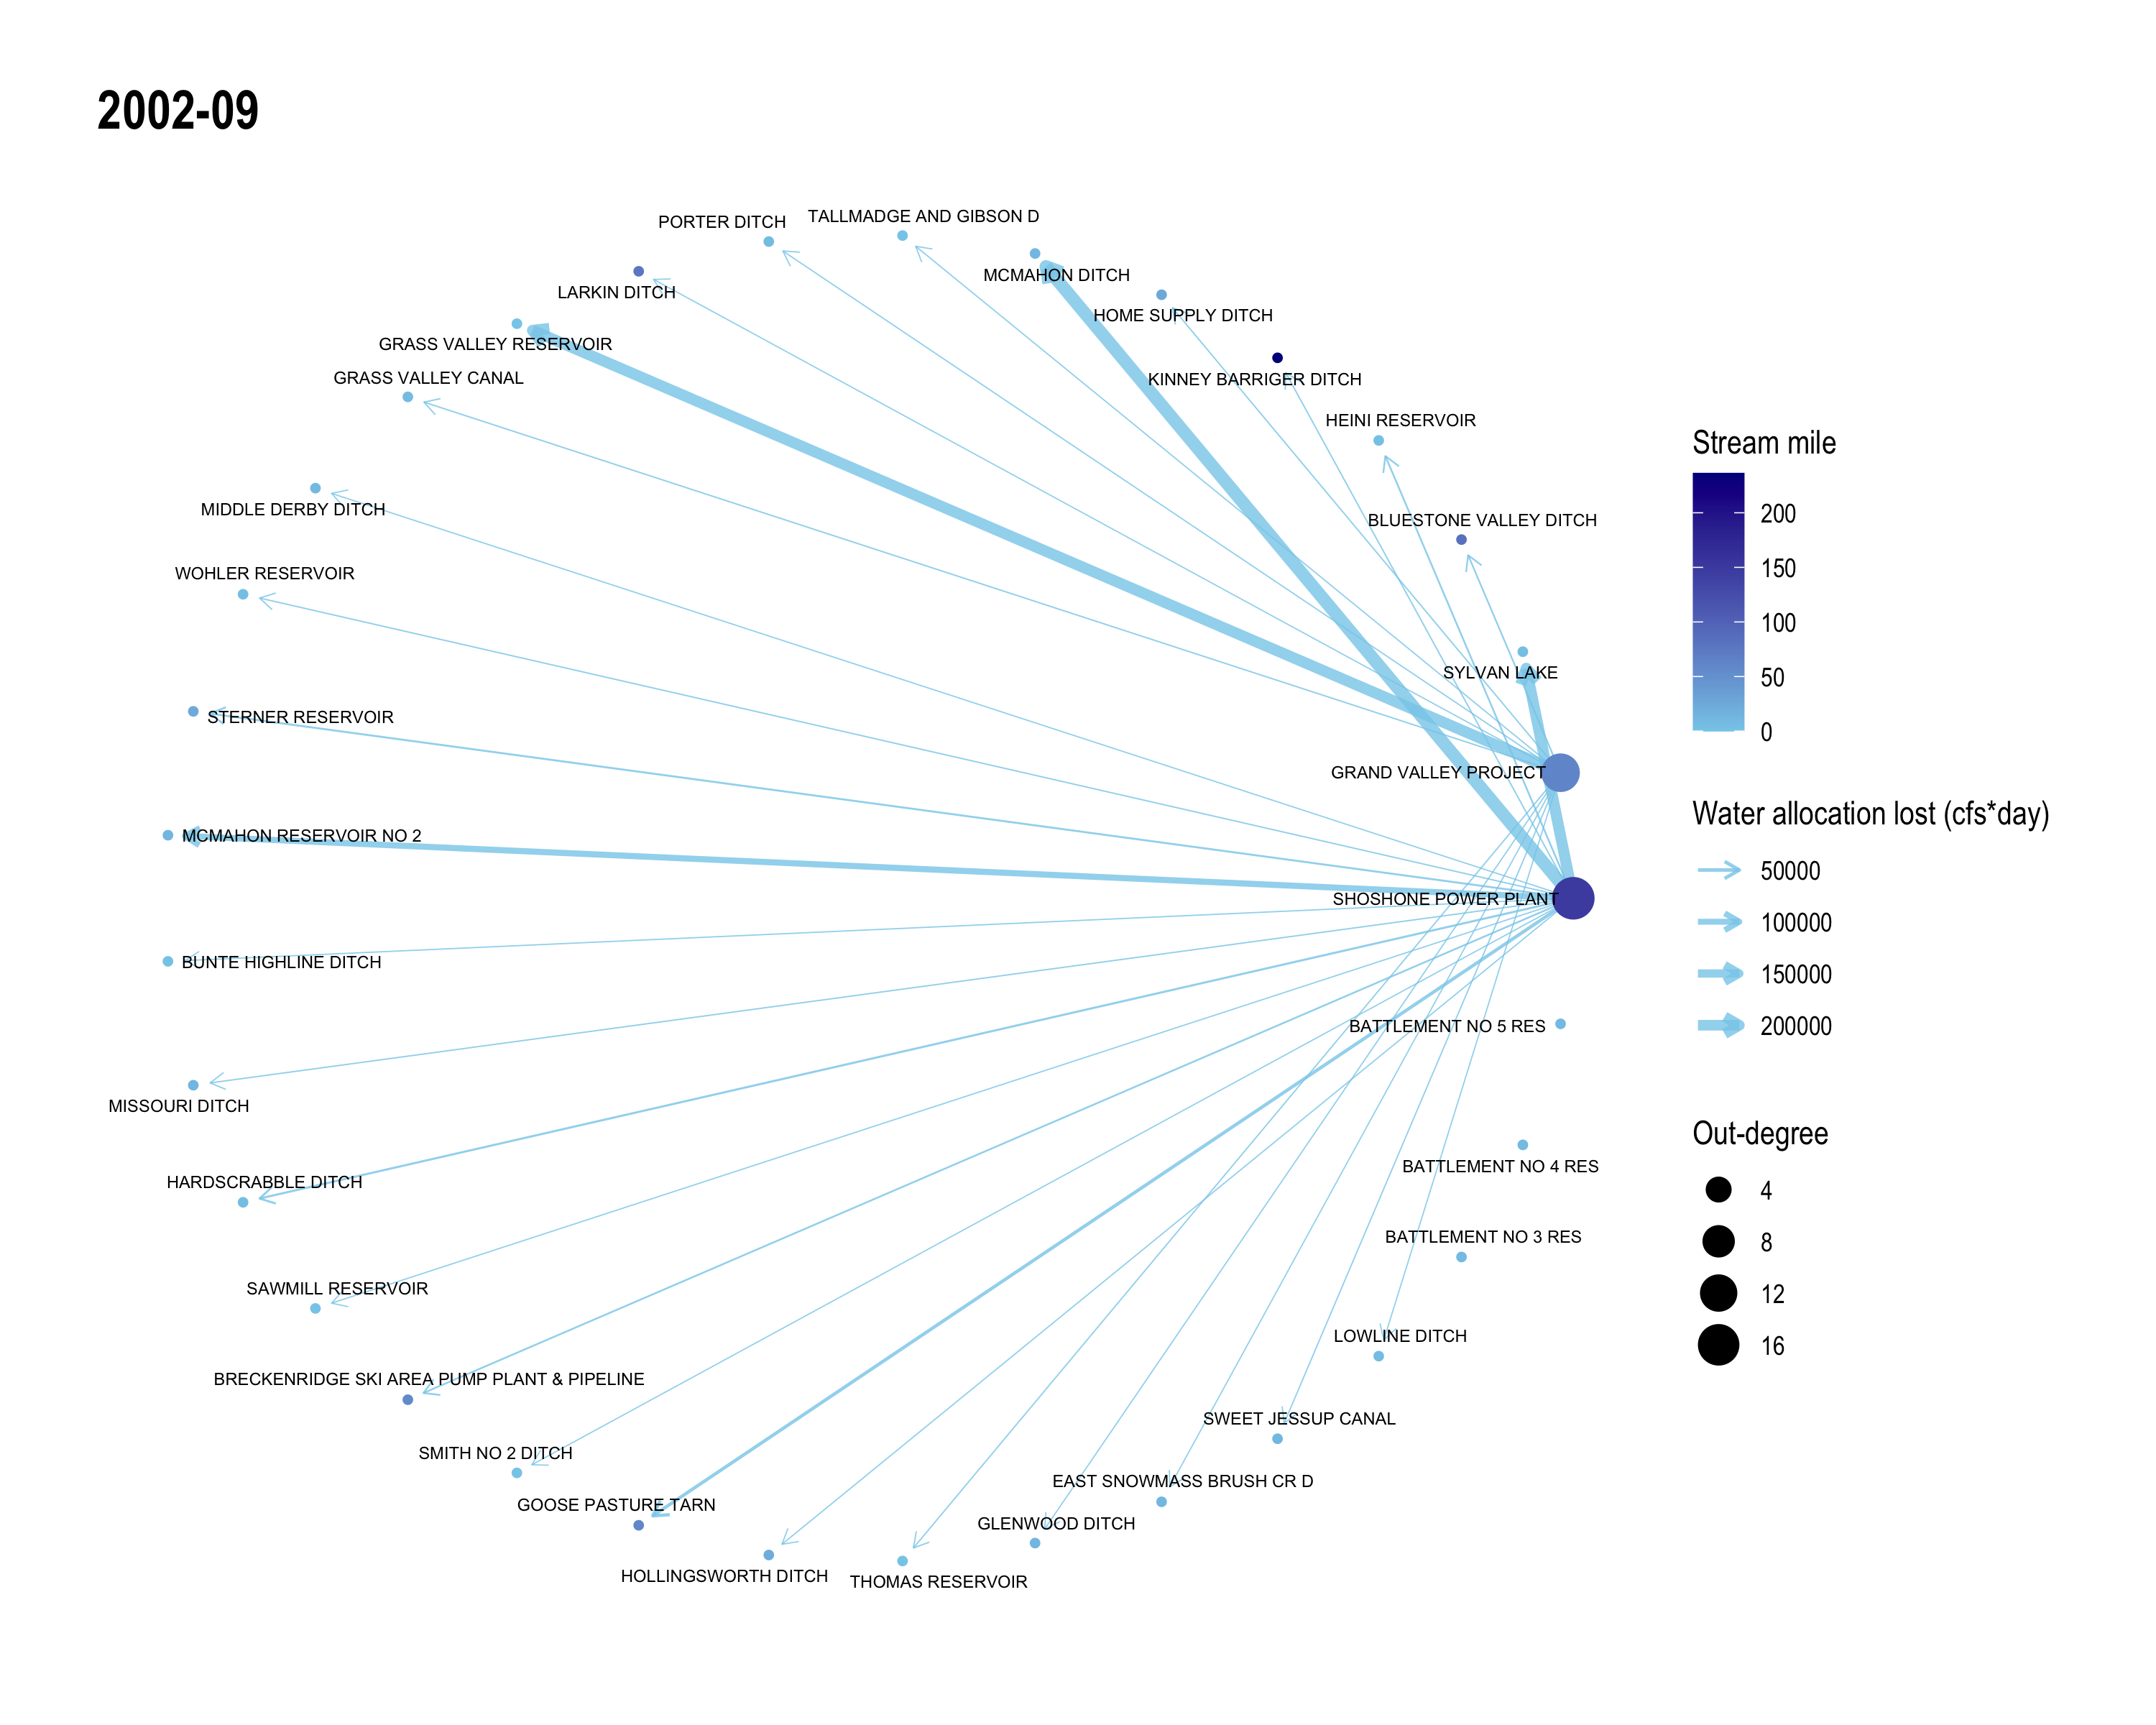 2002-09
TALLMADGE AND GIBSON D
PORTER DITCH
MCMAHON DITCH
LARKIN DITCH
HOME SUPPLY DITCH
GRASS VALLEY RESERVOIR
GRASS VALLEY CANAL
KINNEY BARRIGER DITCH
HEINI RESERVOIR
MIDDLE DERBY DITCH
BLUESTONE VALLEY DITCH
WOHLER RESERVOIR
SYLVAN LAKE
STERNER RESERVOIR
GRAND VALLEY PROJECT
MCMAHON RESERVOIR NO 2
SHOSHONE POWER PLANT
BUNTE HIGHLINE DITCH
BATTLEMENT NO 5 RES
MISSOURI DITCH
BATTLEMENT NO 4 RES
HARDSCRABBLE DITCH
BATTLEMENT NO 3 RES
SAWMILL RESERVOIR
LOWLINE DITCH
BRECKENRIDGE SKI AREA PUMP PLANT & PIPELINE
SWEET JESSUP CANAL
SMITH NO 2 DITCH
EAST SNOWMASS BRUSH CR D
GOOSE PASTURE TARN
GLENWOOD DITCH
HOLLINGSWORTH DITCH
THOMAS RESERVOIR
Stream mile
200
150
100
50
0
Water allocation lost (cfs*day)
50000
100000
150000
200000
Out-degree
4
8
12
16